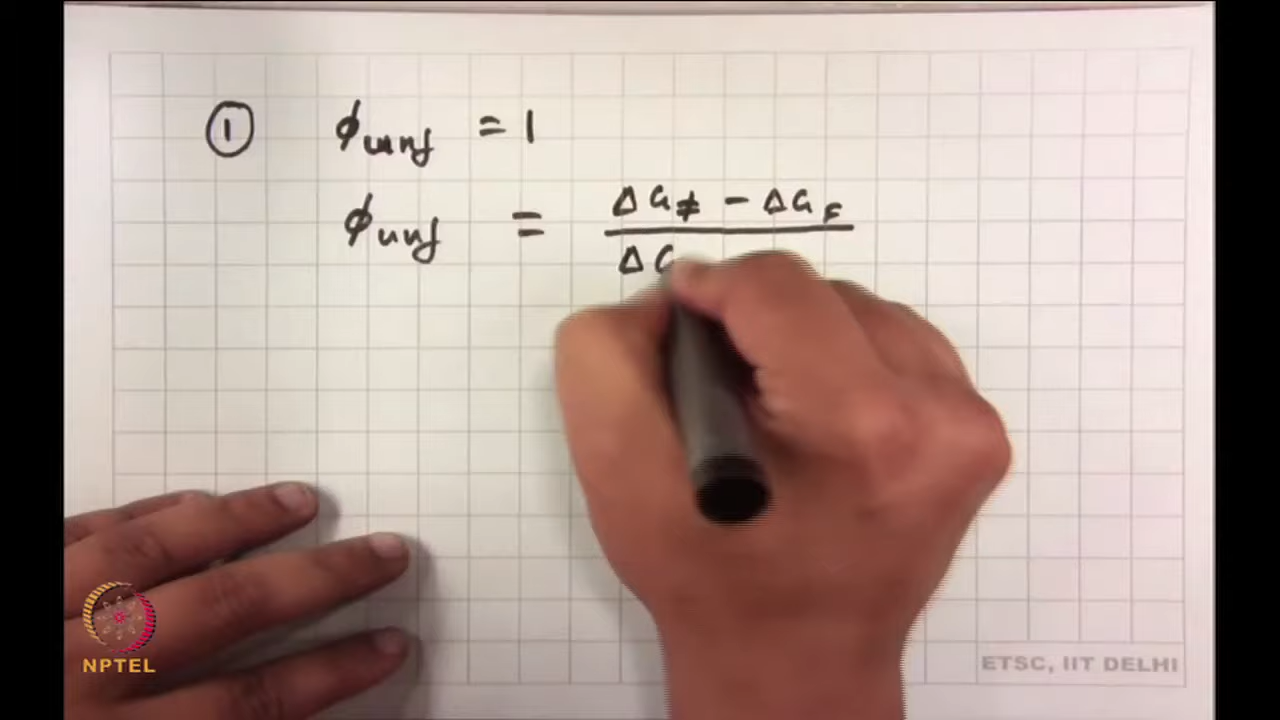 ① ϕunf = 1
ϕunf = ΔG≠ - ΔGF
ΔG
NPTEL
ETSC, IIT DELHI